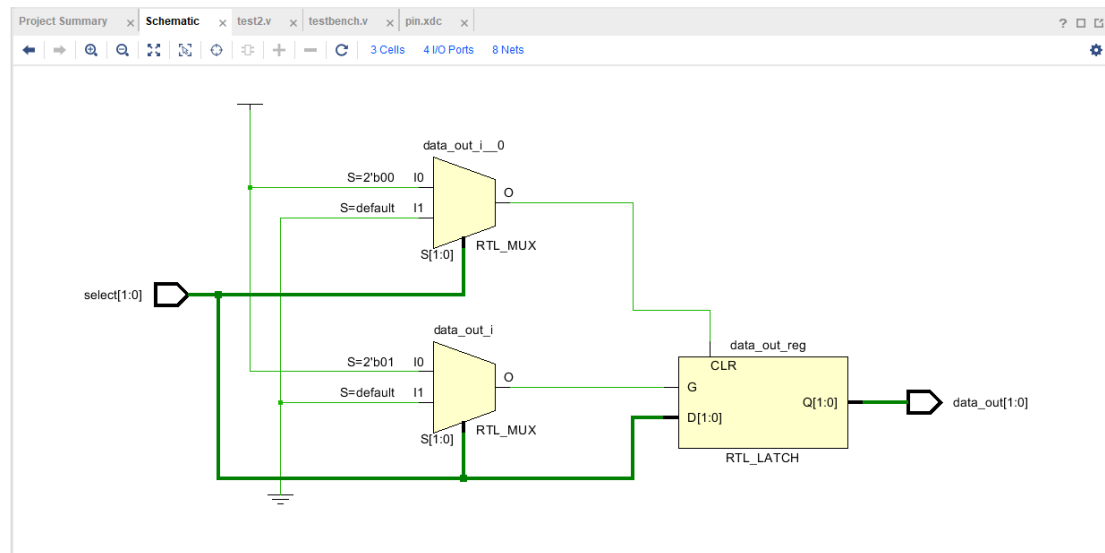 Project Summary × Schematic × test2.v × testbench.v × pin.xdc × ?
3 Cells 4 I/O Ports 8 Nets
data_out_i__0
S=2'b00 I0
O
S=default I1
S[1:0] RTL_MUX
select[1:0]
data_out_i
S=2'b01 I0
O
S=default I1
S[1:0] RTL_MUX
data_out_reg
CLR
G
D[1:0] Q[1:0] data_out[1:0]
RTL_LATCH